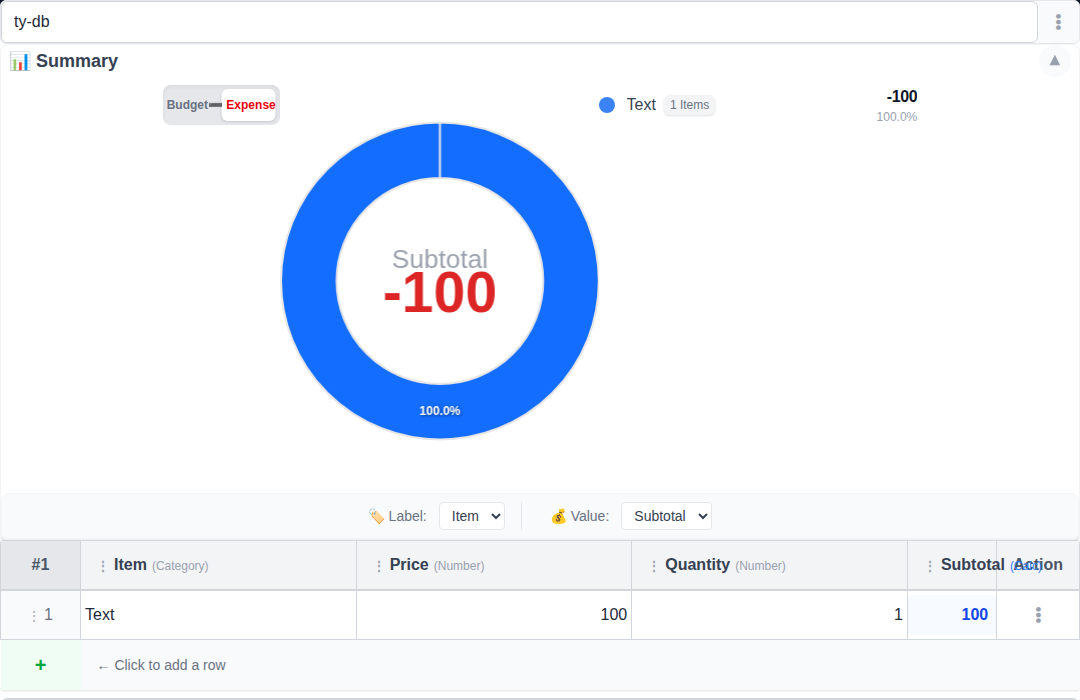 ty-db
📊 Summary
Budget Expense
Text 1 Items -100
100.0%
Subtotal
-100
100.0%
🏷️ Label: Item 💰 Value: Subtotal
#1 Item (Category) Price (Number) Quantity (Number) Subtotal Action
1 Text 100 1 100
+ ← Click to add a row